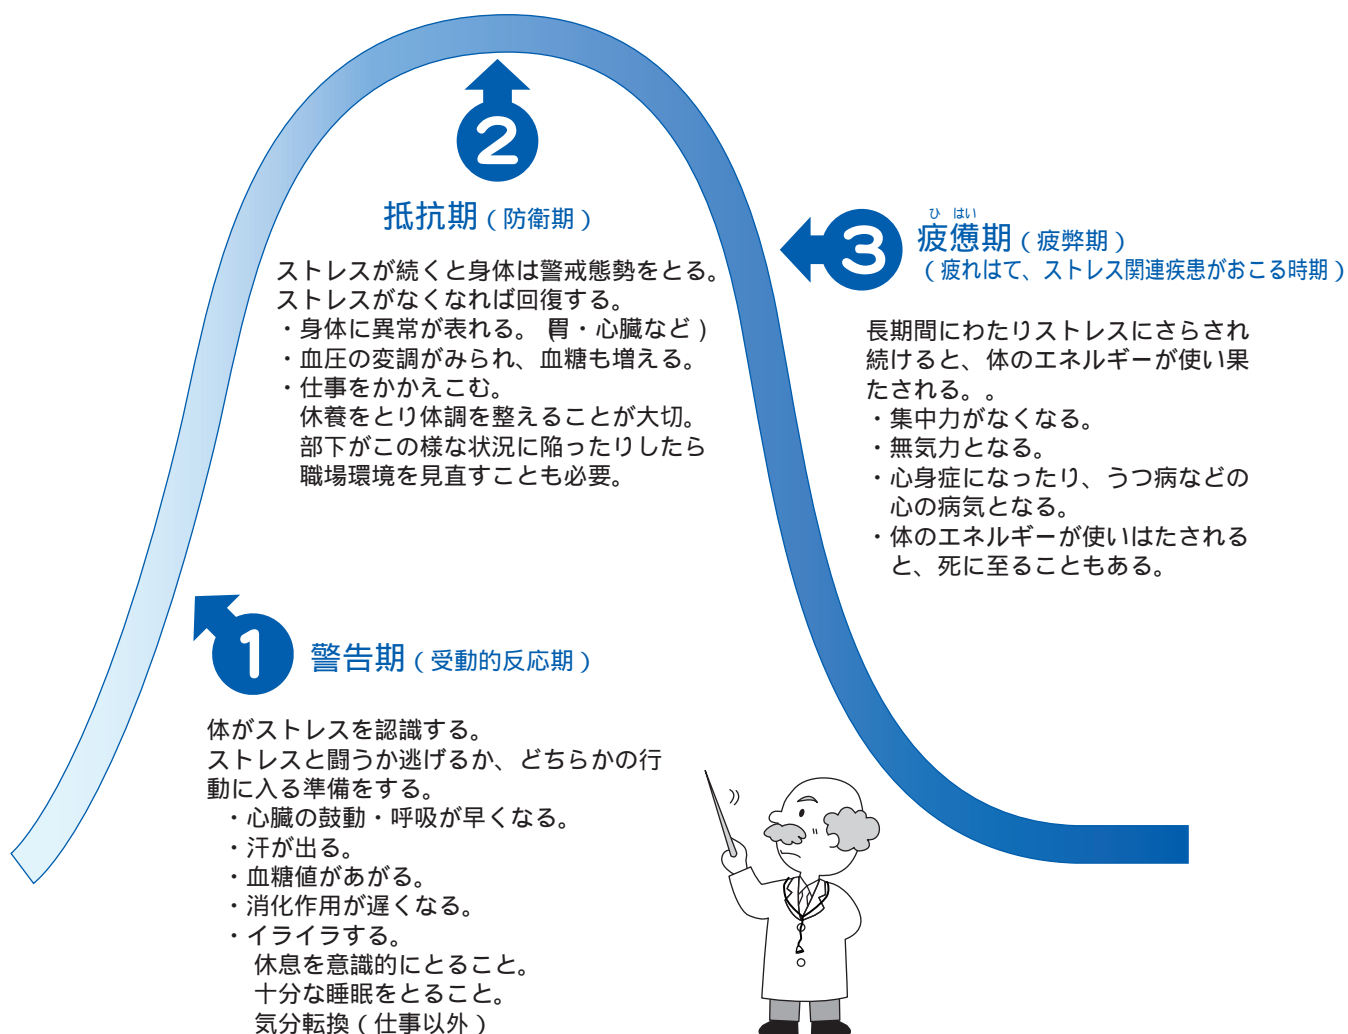 2
抵抗期(防衛期)
ストレスが続くと身体は警戒態勢をとる。
ストレスがなくなれば回復する。
・身体に異常が表れる。(胃・心臓など)
・血圧の変調がみられ、血糖も増える。
・仕事をかかえこむ。
休養をとり体調を整えることが大切。
部下がこの様な状況に陥ったりしたら
職場環境を見直すことも必要。
3
ひ はい
疲憊期(疲弊期)
(疲れはて、ストレス関連疾患がおこる時期)
長期間にわたりストレスにさらされ
続けると、体のエネルギーが使い果
たされる。。
・集中力がなくなる。
・無気力となる。
・心身症になったり、うつ病などの
心の病気となる。
・体のエネルギーが使いはたされる
と、死に至ることもある。
1
警告期(受動的反応期)
体がストレスを認識する。
ストレスと闘うか逃げるか、どちらかの行
動に入る準備をする。
・心臓の鼓動・呼吸が早くなる。
・汗が出る。
・血糖値があがる。
・消化作用が遅くなる。
・イライラする。
休息を意識的にとること。
十分な睡眠をとること。
気分転換(仕事以外)